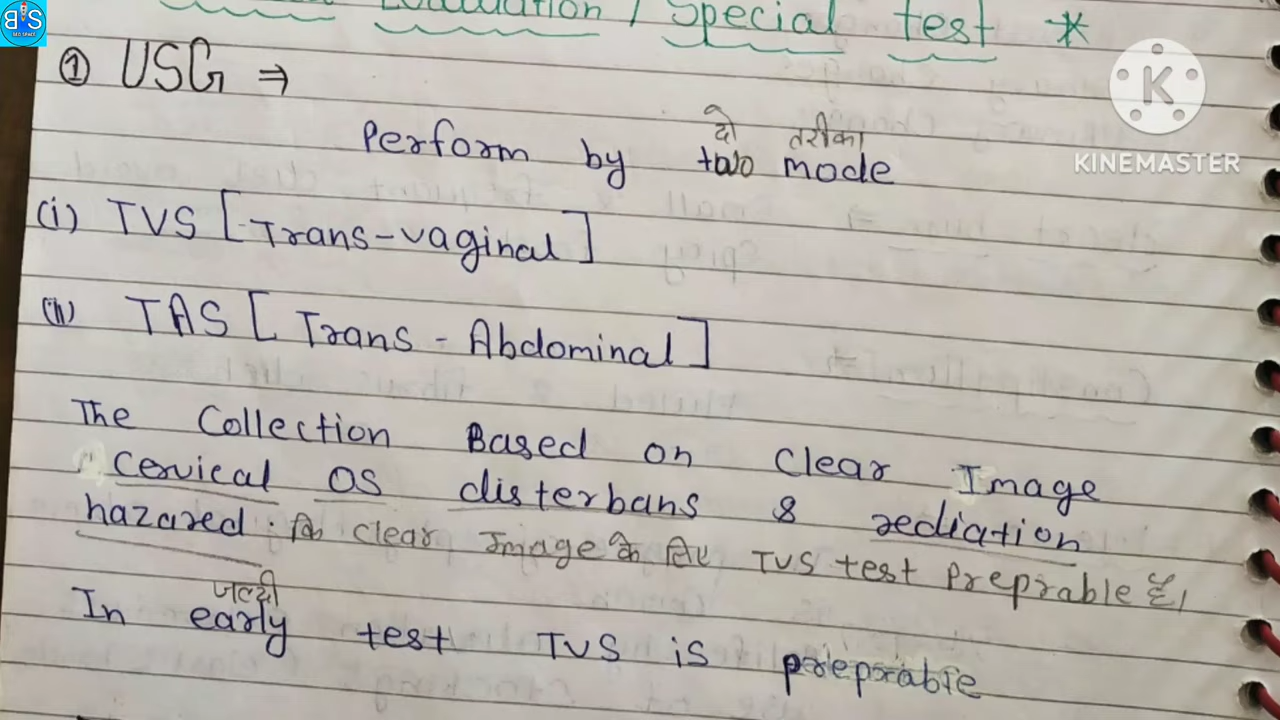 Evaluation / Special test *
① USG ⇒
दो तरीका
Perform by two mode
(i) TVS [Trans-vaginal]
(ii) TAS [Trans - Abdominal]
The Collection Based on Clear Image
cervical OS disterbans & rediation
hazared. कि clear Image के लिए TVS test Preprable है।
जल्दी
In early test TVS is preprable
BS
KINEMASTER